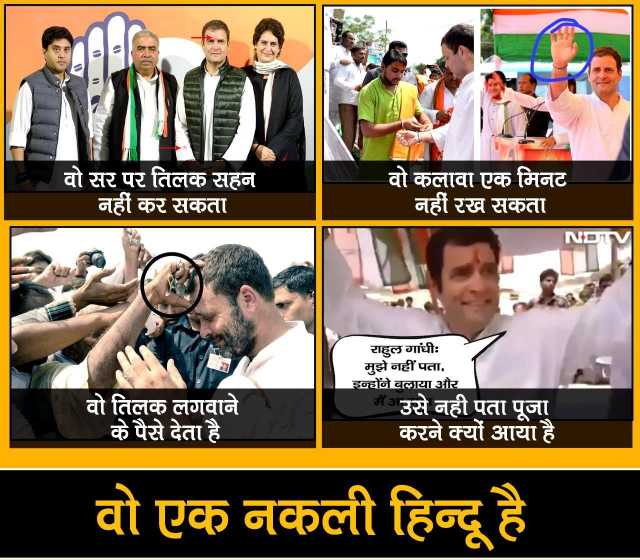 वो सर पर तिलक सहन
नहीं कर सकता
वो कलावा एक मिनट
नहीं रख सकता
NDTV
राहुल गांधीः
मुझे नहीं पता,
इन्होंने बुलाया और
मैं
वो तिलक लगवाने
के पैसे देता है
उसे नही पता पूजा
करने क्यों आया है
वो एक नकली हिन्दू है